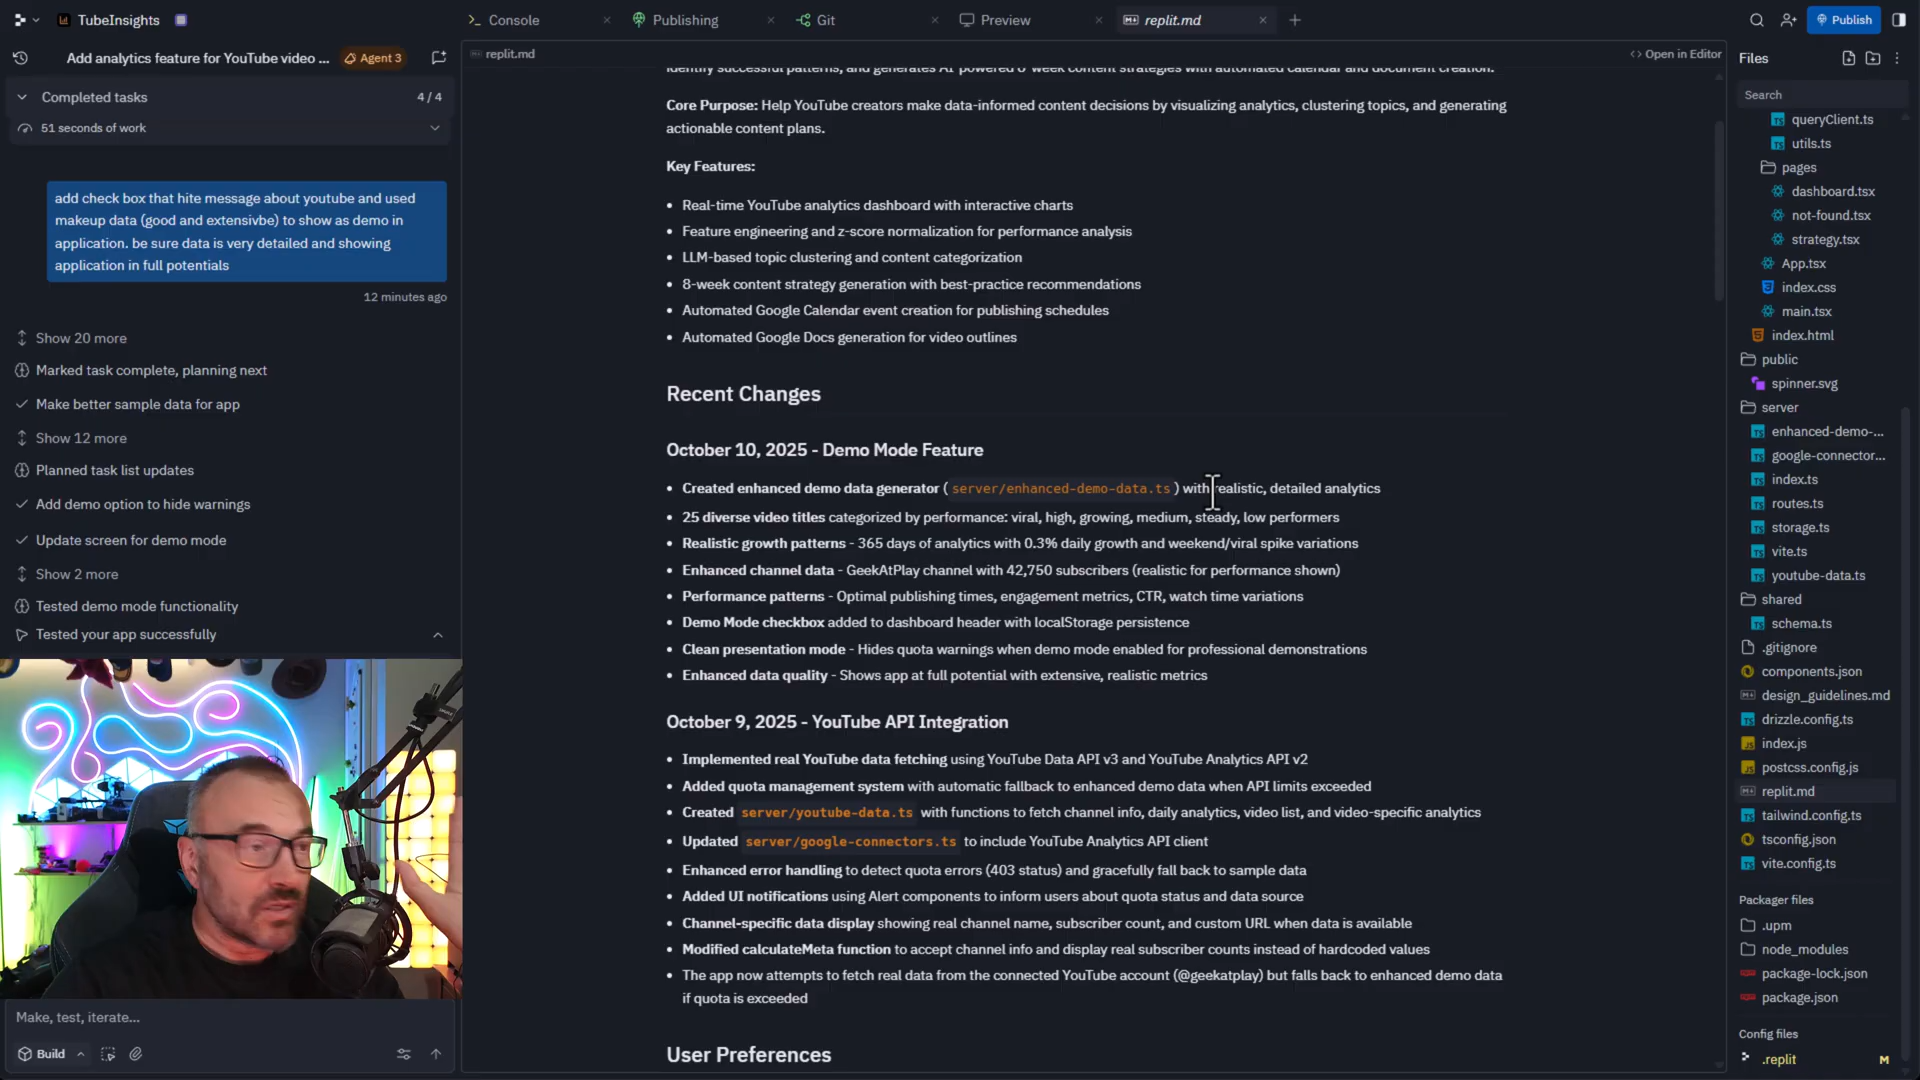 TubeInsights
Console
Publishing
Git
Preview
replit.md
Publish
Add analytics feature for YouTube video ...
Agent 3
Completed tasks
4 / 4
51 seconds of work
add check box that hite message about youtube and used
makeup data (good and extensivbe) to show as demo in
application. be sure data is very detailed and showing
application in full potentials
12 minutes ago
Show 20 more
Marked task complete, planning next
Make better sample data for app
Show 12 more
Planned task list updates
Add demo option to hide warnings
Update screen for demo mode
Show 2 more
Tested demo mode functionality
Tested your app successfully
Make, test, iterate...
Build
replit.md
Open in Editor
identify successful patterns, and generates AI-powered 8-week content strategies with automated calendar and document creation.
Core Purpose: Help YouTube creators make data-informed content decisions by visualizing analytics, clustering topics, and generating
actionable content plans.
Key Features:
• Real-time YouTube analytics dashboard with interactive charts
• Feature engineering and z-score normalization for performance analysis
• LLM-based topic clustering and content categorization
• 8-week content strategy generation with best-practice recommendations
• Automated Google Calendar event creation for publishing schedules
• Automated Google Docs generation for video outlines
Recent Changes
October 10, 2025 - Demo Mode Feature
• Created enhanced demo data generator ( server/enhanced-demo-data.ts ) with realistic, detailed analytics
• 25 diverse video titles categorized by performance: viral, high, growing, medium, steady, low performers
• Realistic growth patterns - 365 days of analytics with 0.3% daily growth and weekend/viral spike variations
• Enhanced channel data - GeekAtPlay channel with 42,750 subscribers (realistic for performance shown)
• Performance patterns - Optimal publishing times, engagement metrics, CTR, watch time variations
• Demo Mode checkbox added to dashboard header with localStorage persistence
• Clean presentation mode - Hides quota warnings when demo mode enabled for professional demonstrations
• Enhanced data quality - Shows app at full potential with extensive, realistic metrics
October 9, 2025 - YouTube API Integration
• Implemented real YouTube data fetching using YouTube Data API v3 and YouTube Analytics API v2
• Added quota management system with automatic fallback to enhanced demo data when API limits exceeded
• Created server/youtube-data.ts with functions to fetch channel info, daily analytics, video list, and video-specific analytics
• Updated server/google-connectors.ts to include YouTube Analytics API client
• Enhanced error handling to detect quota errors (403 status) and gracefully fall back to sample data
• Added UI notifications using Alert components to inform users about quota status and data source
• Channel-specific data display showing real channel name, subscriber count, and custom URL when data is available
• Modified calculateMeta function to accept channel info and display real subscriber counts instead of hardcoded values
• The app now attempts to fetch real data from the connected YouTube account (@geekatplay) but falls back to enhanced demo data
if quota is exceeded
User Preferences
Files
Search
queryClient.ts
utils.ts
pages
dashboard.tsx
not-found.tsx
strategy.tsx
App.tsx
index.css
main.tsx
index.html
public
spinner.svg
server
enhanced-demo-...
google-connector...
index.ts
routes.ts
storage.ts
vite.ts
youtube-data.ts
shared
schema.ts
.gitignore
components.json
design_guidelines.md
drizzle.config.ts
index.js
postcss.config.js
replit.md
tailwind.config.ts
tsconfig.json
vite.config.ts
Packager files
.upm
node_modules
package-lock.json
package.json
Config files
.replit
M